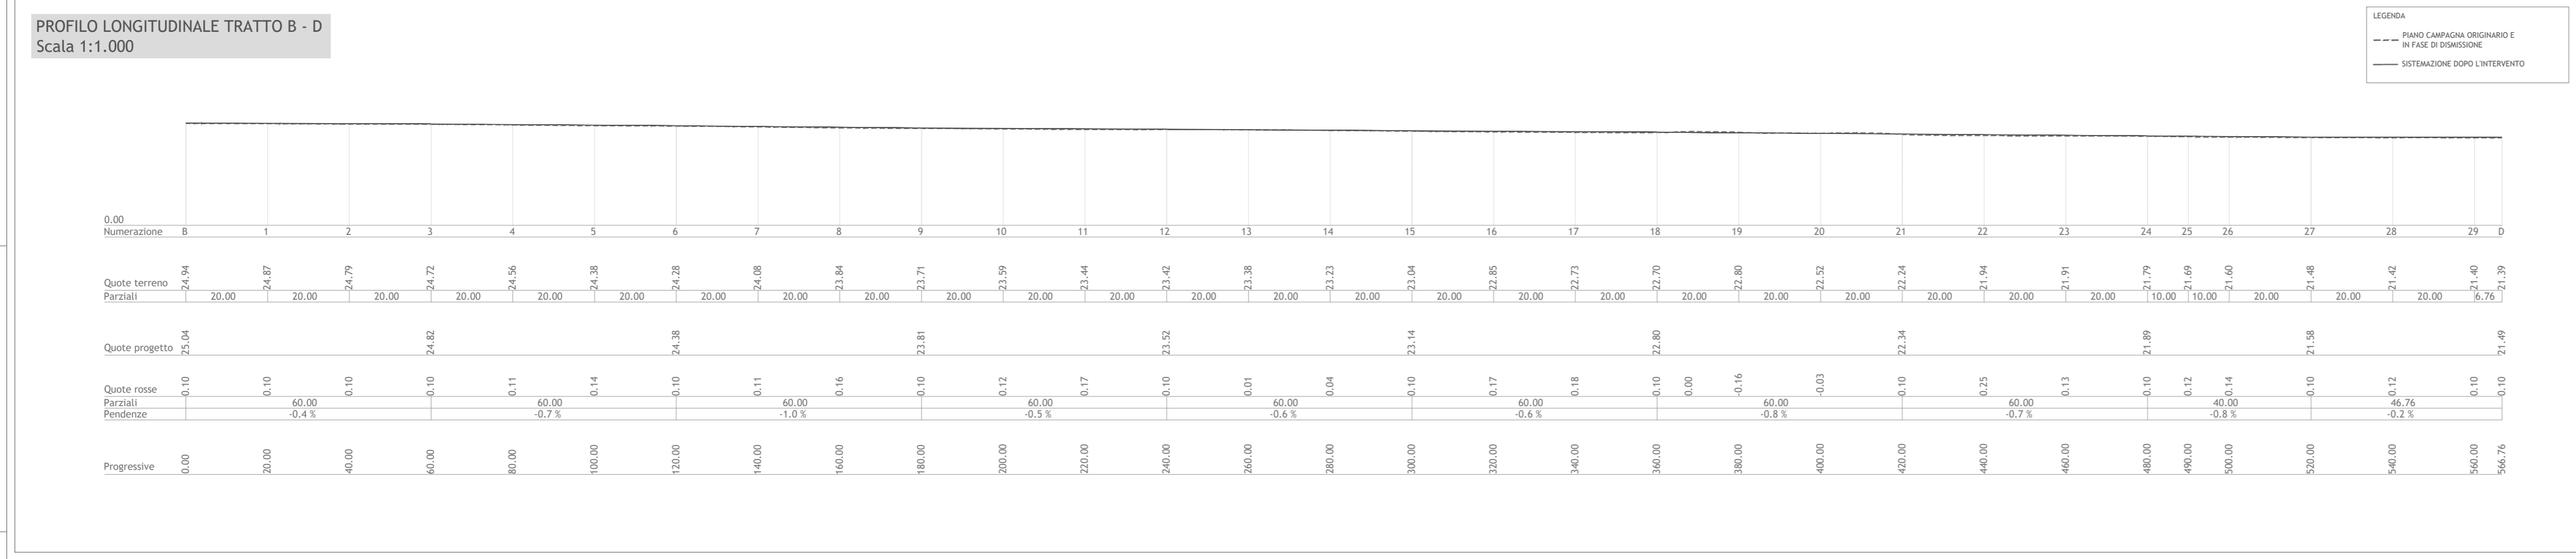 PROFILO LONGITUDINALE TRATTO B - D
Scala 1:1.000
LEGENDA
PIANO CAMPAGNA ORIGINARIO E
IN FASE DI DISMISSIONE
SISTEMAZIONE DOPO L'INTERVENTO
0.00
Numerazione B 1 2 3 4 5 6 7 8 9 10 11 12 13 14 15 16 17 18 19 20 21 22 23 24 25 26 27 28 29 D
Quote terreno 24.94 24.87 24.79 24.72 24.56 24.38 24.28 24.08 23.84 23.71 23.59 23.44 23.42 23.38 23.23 23.04 22.85 22.73 22.70 22.80 22.52 22.24 21.94 21.91 21.79 21.69 21.60 21.48 21.42 21.40 21.39
Parziali 20.00 20.00 20.00 20.00 20.00 20.00 20.00 20.00 20.00 20.00 20.00 20.00 20.00 20.00 20.00 20.00 20.00 20.00 20.00 20.00 20.00 20.00 20.00 20.00 10.00 10.00 20.00 20.00 20.00 6.76
Quote progetto 25.04 24.82 24.38 23.81 23.52 23.14 22.80 22.34 21.89 21.58 21.49
Quote rosse 0.10 0.10 0.10 0.10 0.11 0.14 0.10 0.11 0.16 0.10 0.12 0.17 0.10 0.01 0.04 0.10 0.17 0.18 0.10 0.00 -0.16 -0.03 0.10 0.25 0.13 0.10 0.12 0.14 0.10 0.12 0.10 0.10
Parziali 60.00 60.00 60.00 60.00 60.00 60.00 60.00 60.00 40.00 46.76
Pendenze -0.4 % -0.7 % -1.0 % -0.5 % -0.6 % -0.6 % -0.8 % -0.7 % -0.8 % -0.2 %
Progressive 0.00 20.00 40.00 60.00 80.00 100.00 120.00 140.00 160.00 180.00 200.00 220.00 240.00 260.00 280.00 300.00 320.00 340.00 360.00 380.00 400.00 420.00 440.00 460.00 480.00 490.00 500.00 520.00 540.00 560.00 566.76